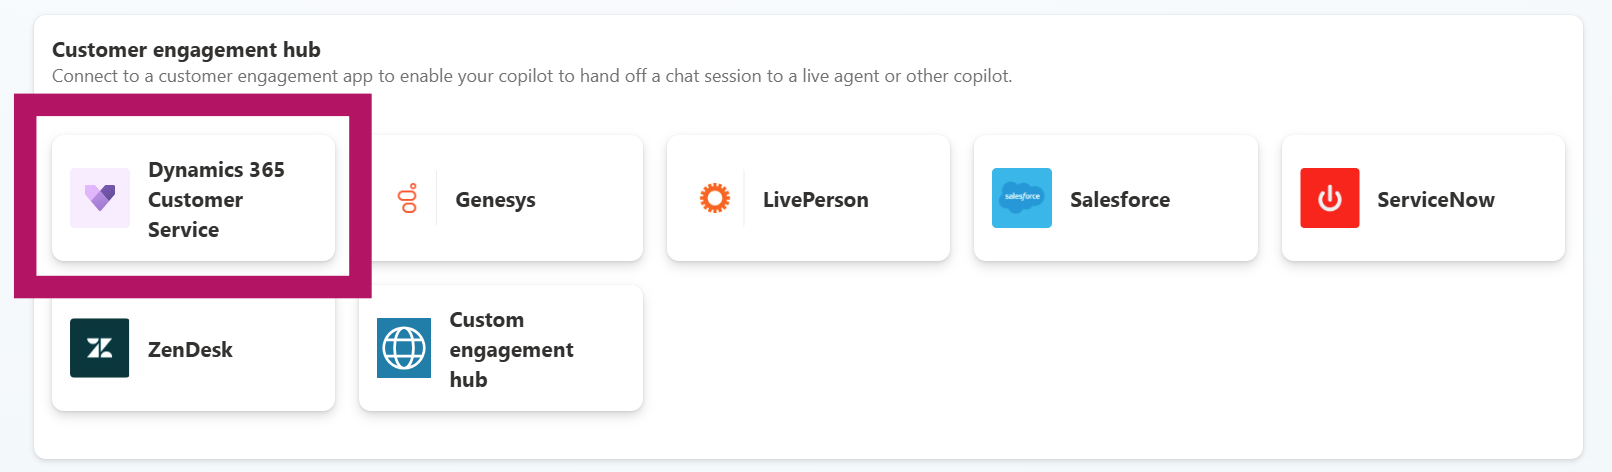 Customer engagement hub
Connect to a customer engagement app to enable your copilot to hand off a chat session to a live agent or other copilot.
Dynamics 365
Customer
Service
Genesys
LivePerson
salesforce
Salesforce
ServiceNow
ZenDesk
Custom
engagement
hub